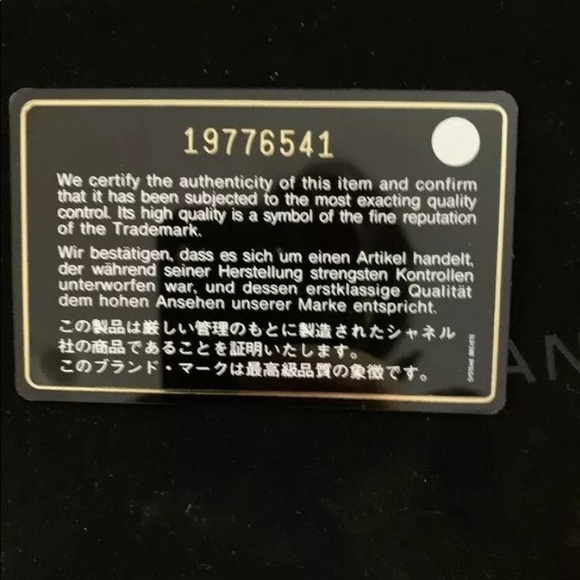 19776541
We certify the authenticity of this item and confirm
that it has been subjected to the most exacting quality
control. Its high quality is a symbol of the fine reputation
of the Trademark.
Wir bestätigen, dass es sich um einen Artikel handelt,
der während seiner Herstellung strengsten Kontrollen
unterworfen war, und dessen erstklassige Qualität
dem hohen Ansehen unserer Marke entspricht.
この製品は厳しい管理のもとに製造されたシャネル
社の商品であることを証明いたします。
このブランド・マークは最高級品質の象徴です。
AN